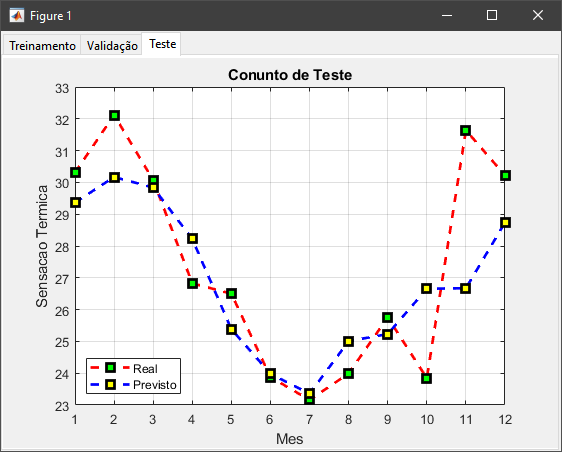 Figure 1
Treinamento Validação Teste
Conunto de Teste
33
32
31
30
29
28
27
26
25
24
23
Sensacao Termica
Real
Previsto
1 2 3 4 5 6 7 8 9 10 11 12
Mes